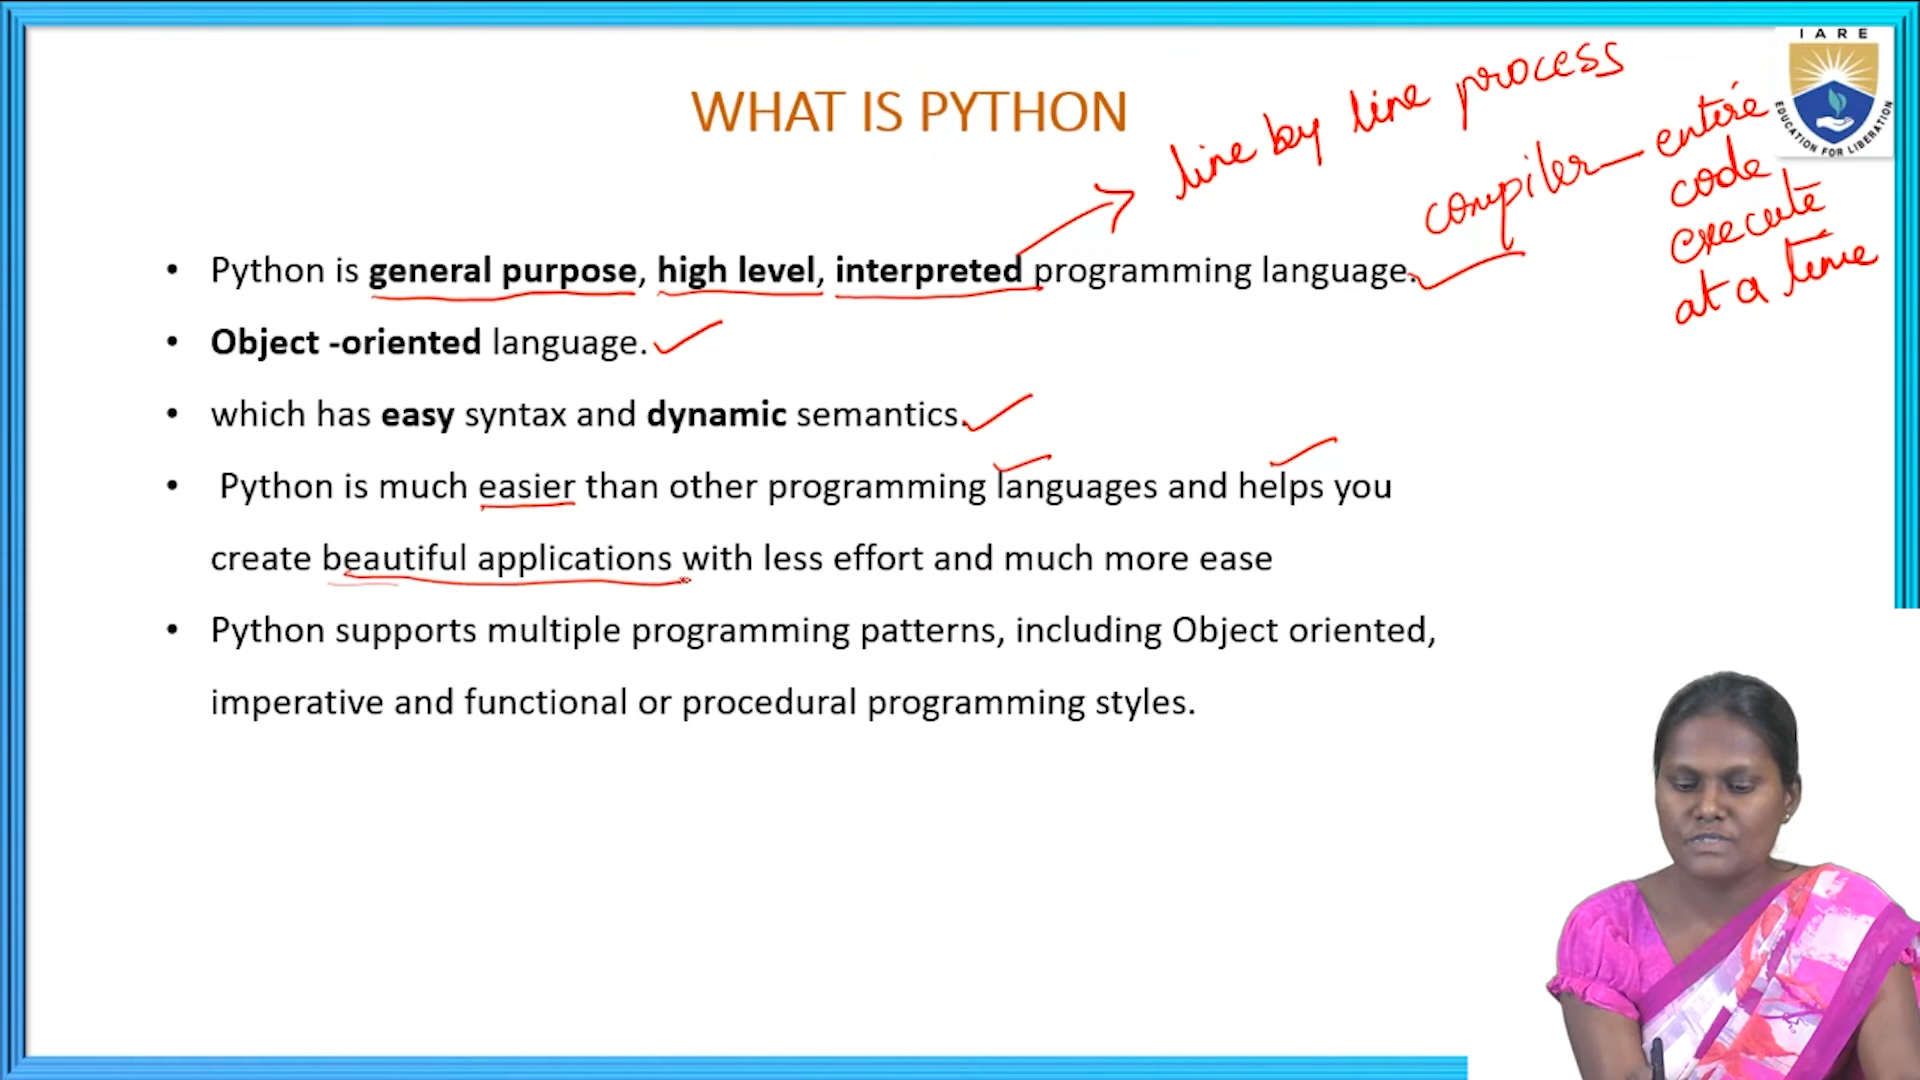 IARE
EDUCATION FOR LIBERATION
WHAT IS PYTHON
line by line process
compiler — entire
code
execute
at a time
• Python is general purpose, high level, interpreted programming language.
• Object -oriented language.
• which has easy syntax and dynamic semantics.
• Python is much easier than other programming languages and helps you
create beautiful applications with less effort and much more ease
• Python supports multiple programming patterns, including Object oriented,
imperative and functional or procedural programming styles.